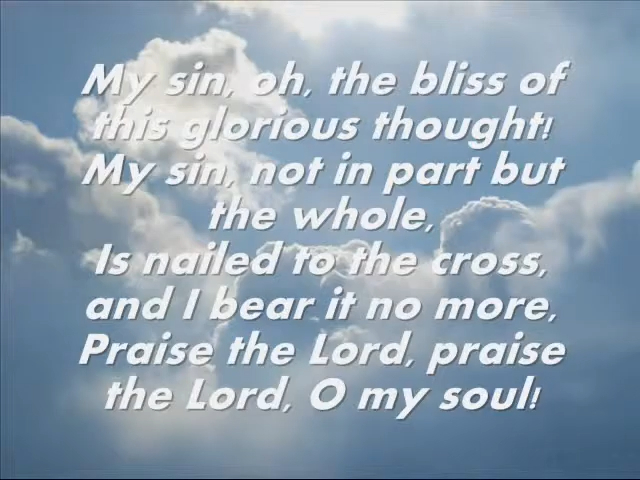 My sin, oh, the bliss of
this glorious thought!
My sin, not in part but
the whole,
Is nailed to the cross,
and I bear it no more,
Praise the Lord, praise
the Lord, O my soul!